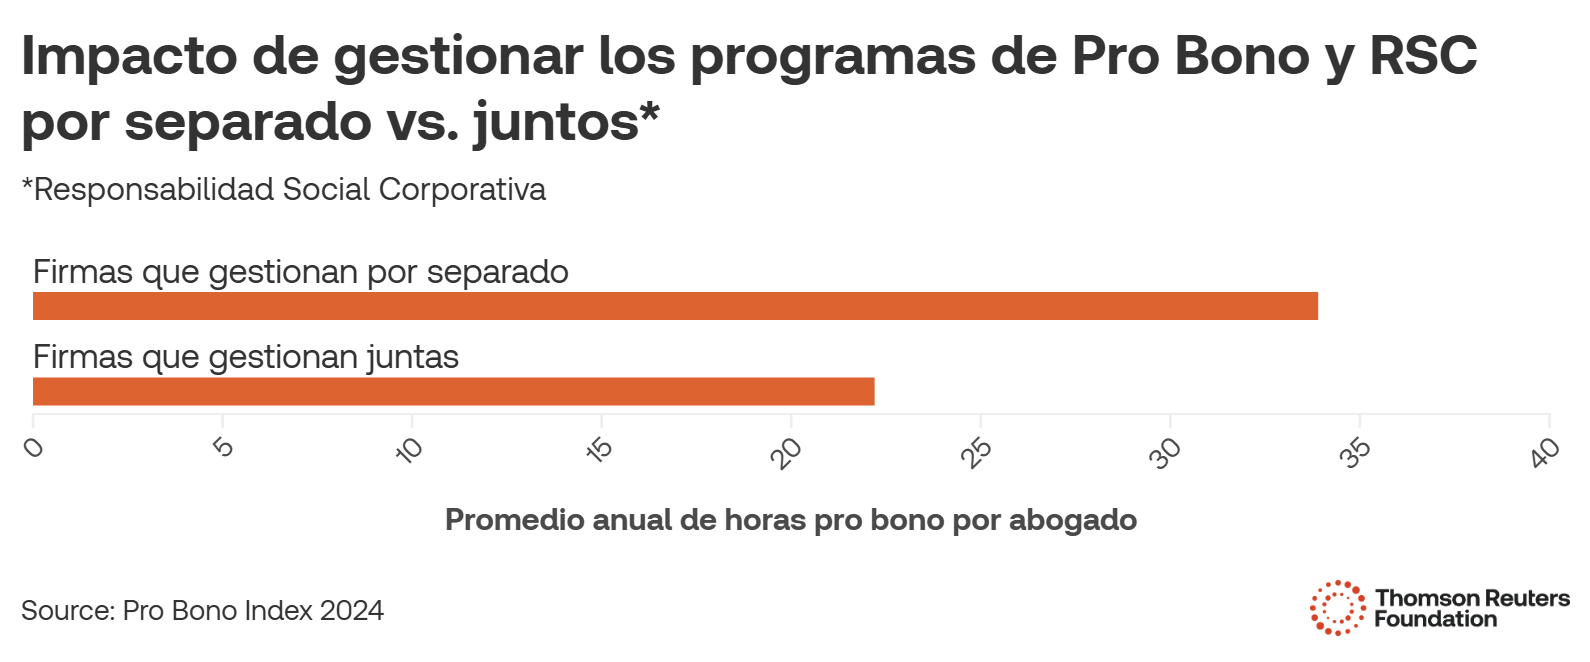 Impacto de gestionar los programas de Pro Bono y RSC
por separado vs. juntos*
*Responsabilidad Social Corporativa
Firmas que gestionan por separado
Firmas que gestionan juntas
0 5 10 15 20 25 30 35 40
Promedio anual de horas pro bono por abogado
Source: Pro Bono Index 2024
Thomson Reuters
Foundation